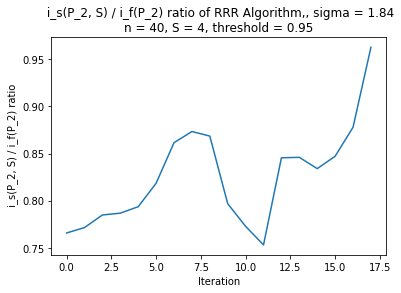 i_s(P_2, S) / i_f(P_2) ratio of RRR Algorithm,, sigma = 1.84
n = 40, S = 4, threshold = 0.95
i_s(P_2, S) / i_f(P_2) ratio
0.95
0.90
0.85
0.80
0.75
0.0 2.5 5.0 7.5 10.0 12.5 15.0 17.5
Iteration